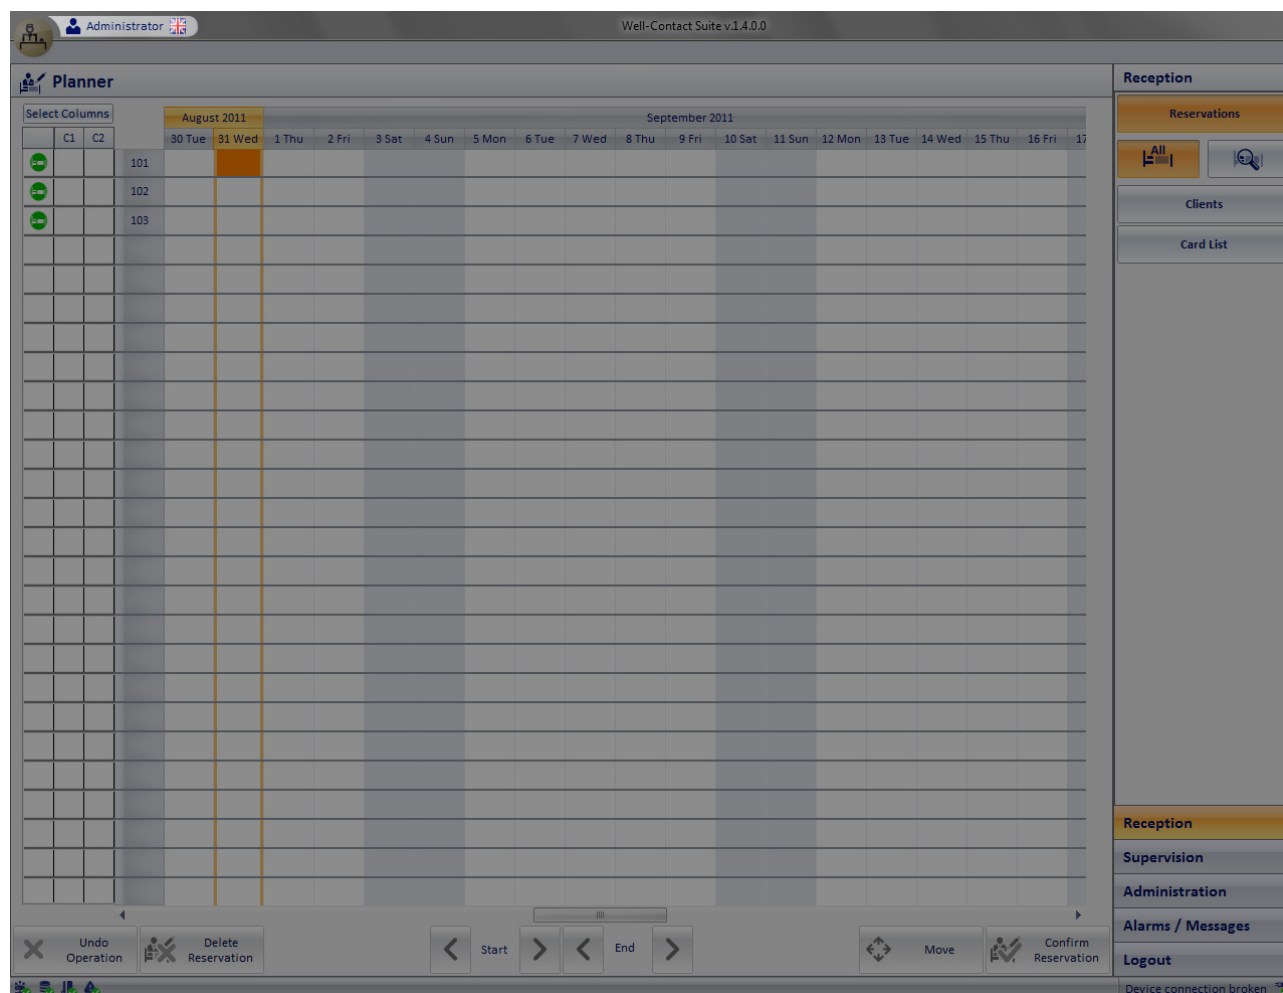 Administrator
Well-Contact Suite v.1.4.0.0
Planner
Reception
Select Columns
August 2011
September 2011
Reservations
C1 C2
30 Tue 31 Wed 1 Thu 2 Fri 3 Sat 4 Sun 5 Mon 6 Tue 7 Wed 8 Thu 9 Fri 10 Sat 11 Sun 12 Mon 13 Tue 14 Wed 15 Thu 16 Fri 17
101
All
102
Clients
103
Card List
Reception
Supervision
Administration
Alarms / Messages
Undo
Operation
Delete
Reservation
Start
End
Move
Confirm
Reservation
Logout
Device connection broken